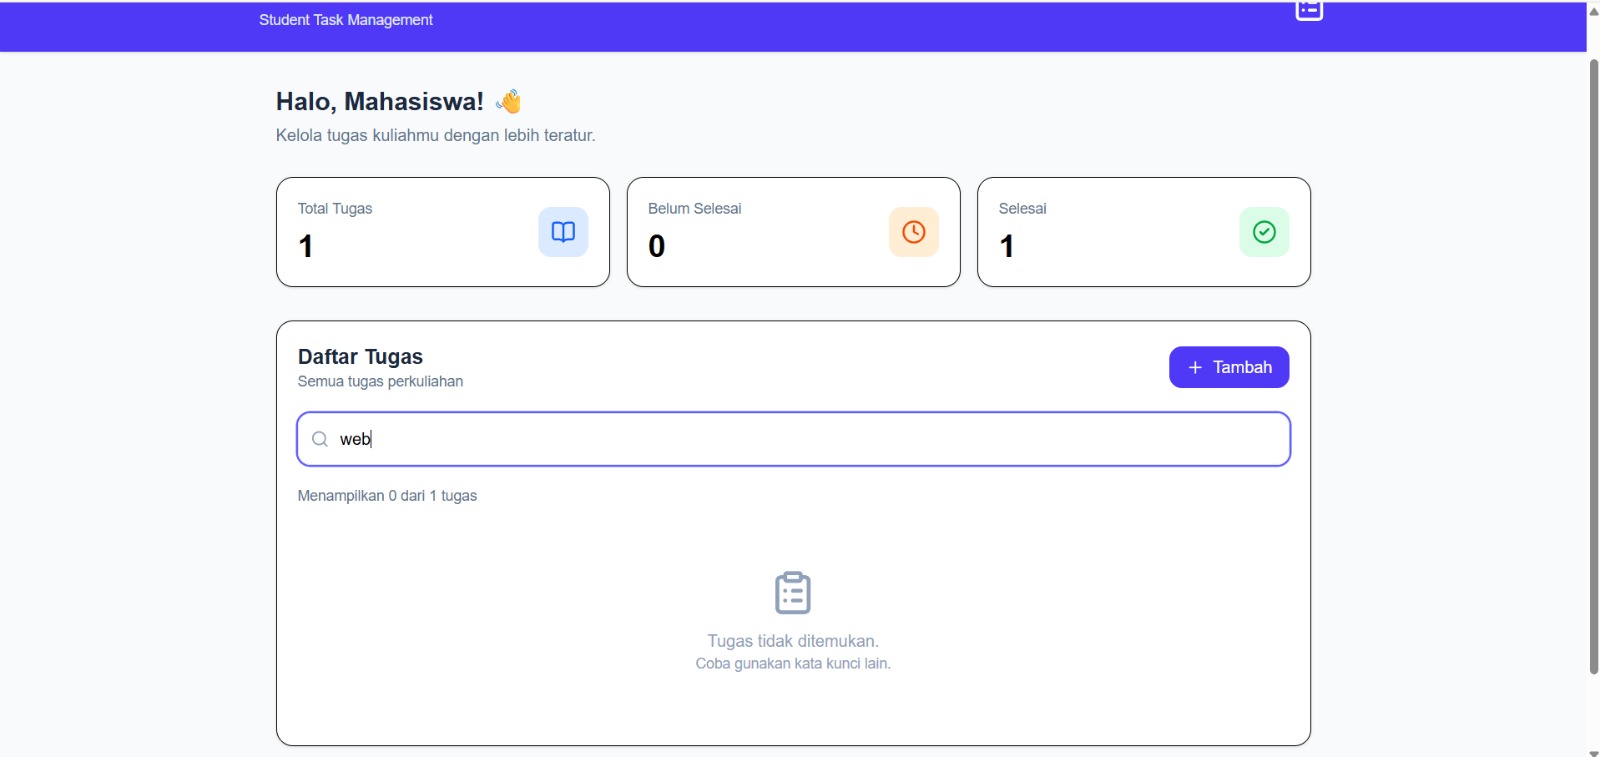 Student Task Management
Halo, Mahasiswa! 👋
Kelola tugas kuliahmu dengan lebih teratur.
Total Tugas
1
Belum Selesai
0
Selesai
1
Daftar Tugas
Semua tugas perkuliahan
+ Tambah
web
Menampilkan 0 dari 1 tugas
Tugas tidak ditemukan.
Coba gunakan kata kunci lain.